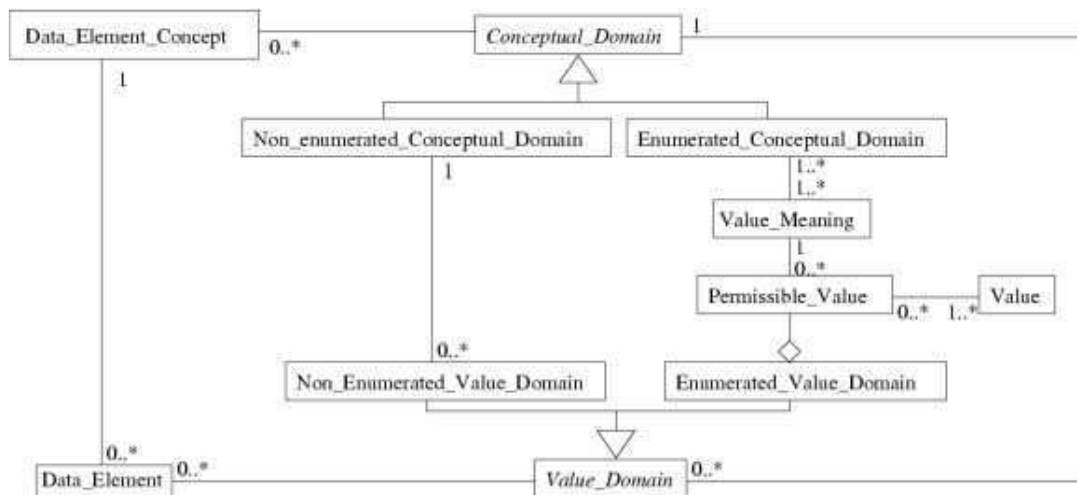 Data_Element_Concept
0..*
Conceptual_Domain
1
1
Non_enumerated_Conceptual_Domain
Enumerated_Conceptual_Domain
1
1..*
1..*
Value_Meaning
1
0..*
Permissible_Value
0..*
1..*
Value
0..*
Non_Enumerated_Value_Domain
Enumerated_Value_Domain
0..*
Data_Element
0..*
Value_Domain
0..*